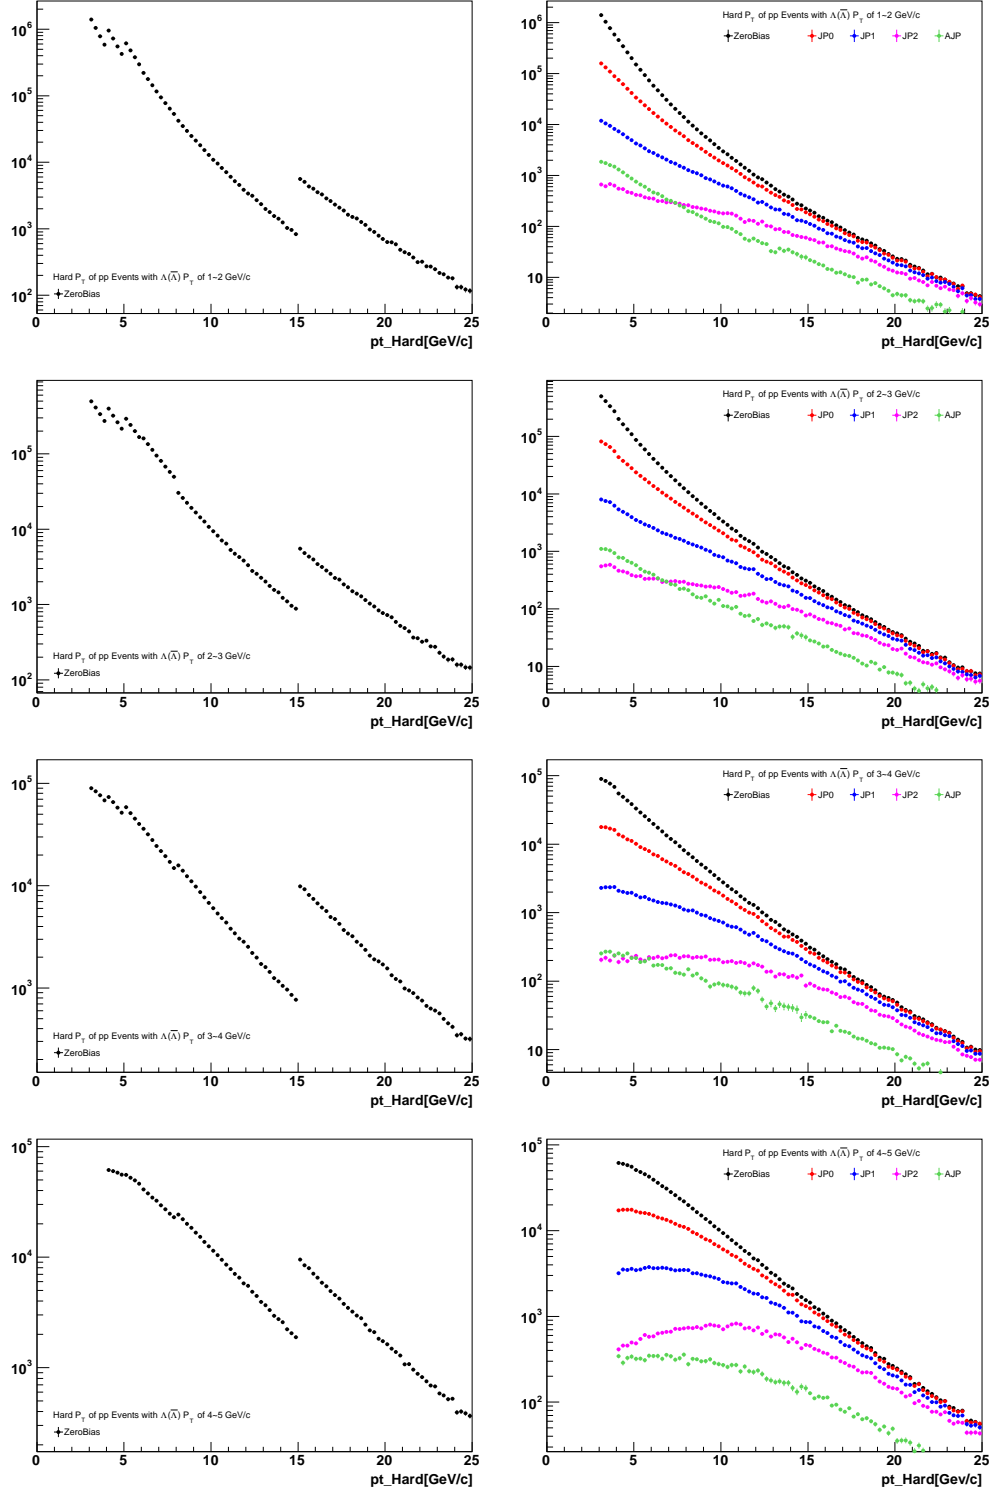 10^6
10^5
10^4
10^3
10^2
Hard P_T of pp Events with Λ(Λ̅) P_T of 1~2 GeV/c
ZeroBias
0 5 10 15 20 25
pt_Hard[GeV/c]
Hard P_T of pp Events with Λ(Λ̅) P_T of 1~2 GeV/c
ZeroBias JP0 JP1 JP2 AJP
10^6
10^5
10^4
10^3
10^2
10
0 5 10 15 20 25
pt_Hard[Gev/c]
10^5
10^4
10^3
10^2
Hard P_T of pp Events with Λ(Λ̅) P_T of 2~3 GeV/c
ZeroBias
0 5 10 15 20 25
pt_Hard[GeV/c]
Hard P_T of pp Events with Λ(Λ̅) P_T of 2~3 GeV/c
ZeroBias JP0 JP1 JP2 AJP
10^5
10^4
10^3
10^2
10
0 5 10 15 20 25
pt_Hard[Gev/c]
10^5
10^4
10^3
Hard P_T of pp Events with Λ(Λ̅) P_T of 3~4 GeV/c
ZeroBias
0 5 10 15 20 25
pt_Hard[GeV/c]
Hard P_T of pp Events with Λ(Λ̅) P_T of 3~4 GeV/c
ZeroBias JP0 JP1 JP2 AJP
10^5
10^4
10^3
10^2
10
0 5 10 15 20 25
pt_Hard[Gev/c]
10^5
10^4
10^3
Hard P_T of pp Events with Λ(Λ̅) P_T of 4~5 GeV/c
ZeroBias
0 5 10 15 20 25
pt_Hard[GeV/c]
Hard P_T of pp Events with Λ(Λ̅) P_T of 4~5 GeV/c
ZeroBias JP0 JP1 JP2 AJP
10^5
10^4
10^3
10^2
0 5 10 15 20 25
pt_Hard[Gev/c]